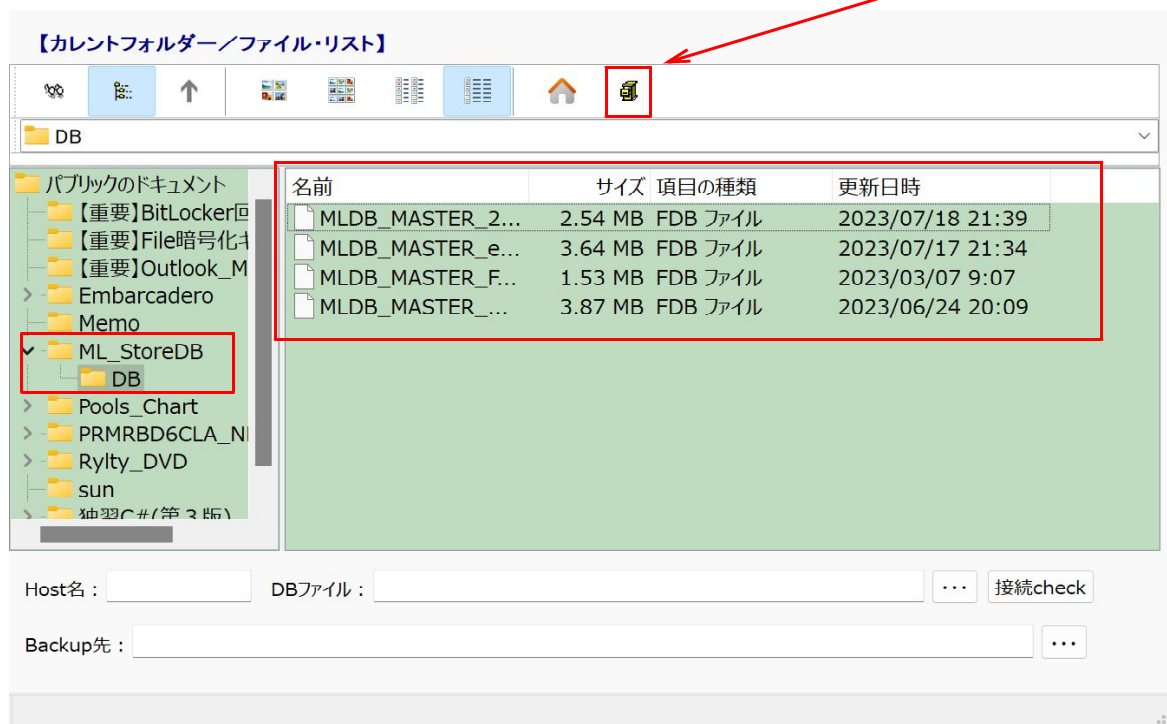 【カレントフォルダー／ファイル・リスト】
DB
パブリックのドキュメント
【重要】BitLocker回
【重要】File暗号化キ
【重要】Outlook_M
Embarcadero
Memo
ML_StoreDB
DB
Pools_Chart
PRMRBD6CLA_NI
Rylty_DVD
sun
独習C#(第３版)
名前 サイズ 項目の種類 更新日時
MLDB_MASTER_2... 2.54 MB FDB ファイル 2023/07/18 21:39
MLDB_MASTER_e... 3.64 MB FDB ファイル 2023/07/17 21:34
MLDB_MASTER_F... 1.53 MB FDB ファイル 2023/03/07 9:07
MLDB_MASTER_... 3.87 MB FDB ファイル 2023/06/24 20:09
Host名： DBファイル： ... 接続check
Backup先： ...